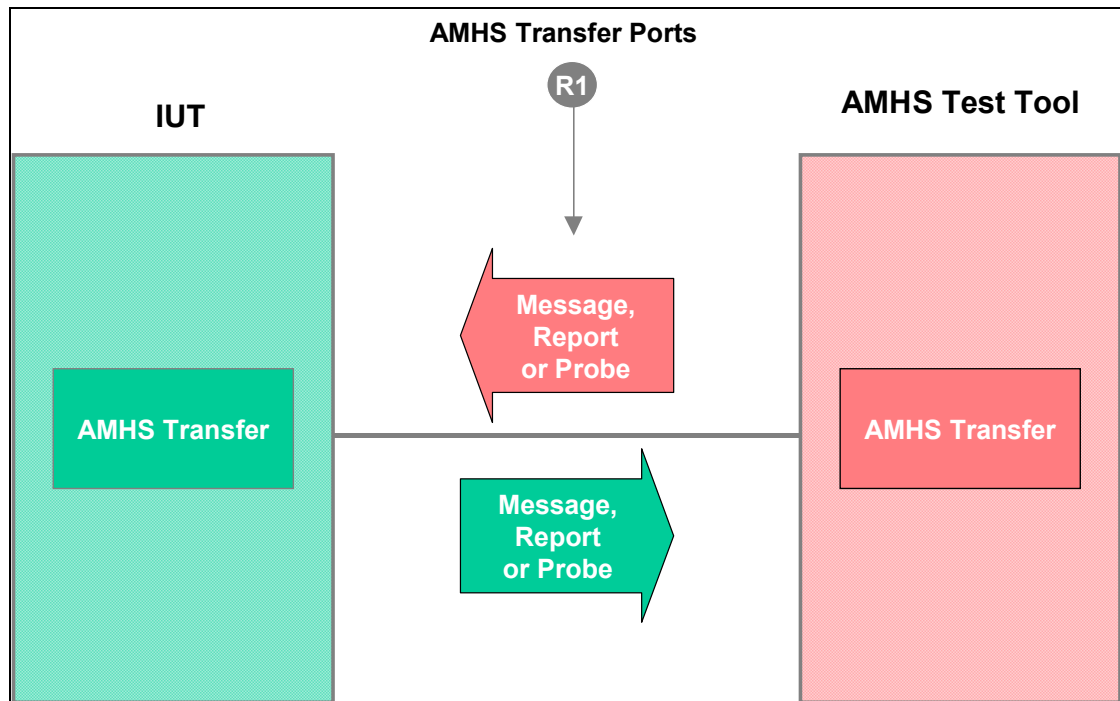 AMHS Transfer Ports
R1
IUT
AMHS Test Tool
Message,
Report
or Probe
AMHS Transfer
AMHS Transfer
Message,
Report
or Probe